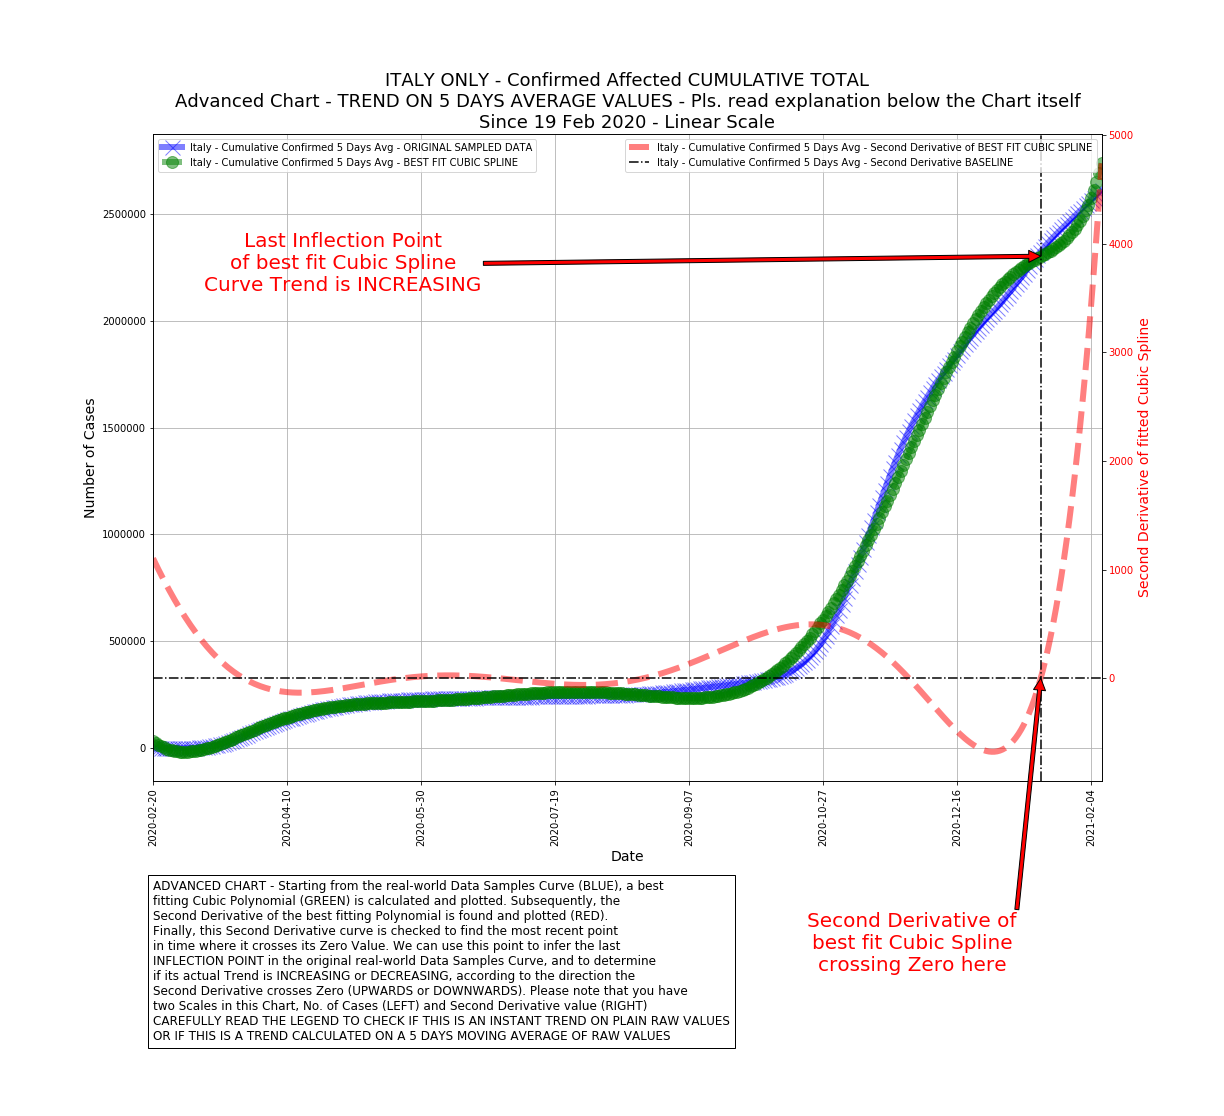 ITALY ONLY - Confirmed Affected CUMULATIVE TOTAL
Advanced Chart - TREND ON 5 DAYS AVERAGE VALUES - Pls. read explanation below the Chart itself
Since 19 Feb 2020 - Linear Scale
Italy - Cumulative Confirmed 5 Days Avg - ORIGINAL SAMPLED DATA
Italy - Cumulative Confirmed 5 Days Avg - BEST FIT CUBIC SPLINE
Italy - Cumulative Confirmed 5 Days Avg - Second Derivative of BEST FIT CUBIC SPLINE
Italy - Cumulative Confirmed 5 Days Avg - Second Derivative BASELINE
Last Inflection Point
of best fit Cubic Spline
Curve Trend is INCREASING
Number of Cases
2500000
2000000
1500000
1000000
500000
0
5000
4000
3000
2000
1000
0
Second Derivative of fitted Cubic Spline
2020-02-20
2020-04-10
2020-05-30
2020-07-19
2020-09-07
2020-10-27
2020-12-16
2021-02-04
Date
Second Derivative of
best fit Cubic Spline
crossing Zero here
ADVANCED CHART - Starting from the real-world Data Samples Curve (BLUE), a best
fitting Cubic Polynomial (GREEN) is calculated and plotted. Subsequently, the
Second Derivative of the best fitting Polynomial is found and plotted (RED).
Finally, this Second Derivative curve is checked to find the most recent point
in time where it crosses its Zero Value. We can use this point to infer the last
INFLECTION POINT in the original real-world Data Samples Curve, and to determine
if its actual Trend is INCREASING or DECREASING, according to the direction the
Second Derivative crosses Zero (UPWARDS or DOWNWARDS). Please note that you have
two Scales in this Chart, No. of Cases (LEFT) and Second Derivative value (RIGHT)
CAREFULLY READ THE LEGEND TO CHECK IF THIS IS AN INSTANT TREND ON PLAIN RAW VALUES
OR IF THIS IS A TREND CALCULATED ON A 5 DAYS MOVING AVERAGE OF RAW VALUES